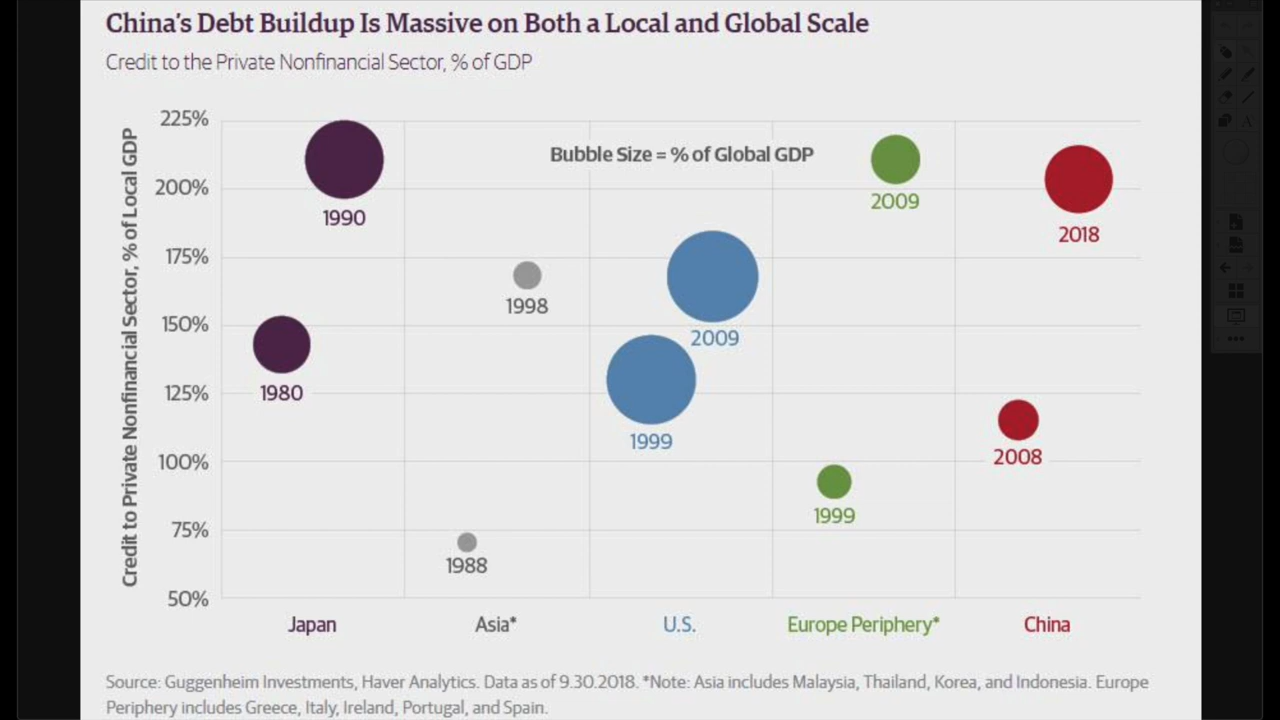 China's Debt Buildup Is Massive on Both a Local and Global Scale
Credit to the Private Nonfinancial Sector, % of GDP
Credit to Private Nonfinancial Sector, % of Local GDP
225%
200%
175%
150%
125%
100%
75%
50%
Bubble Size = % of Global GDP
1990
1980
1998
1988
2009
1999
2009
1999
2018
2008
Japan
Asia*
U.S.
Europe Periphery*
China
Source: Guggenheim Investments, Haver Analytics. Data as of 9.30.2018. *Note: Asia includes Malaysia, Thailand, Korea, and Indonesia. Europe
Periphery includes Greece, Italy, Ireland, Portugal, and Spain.